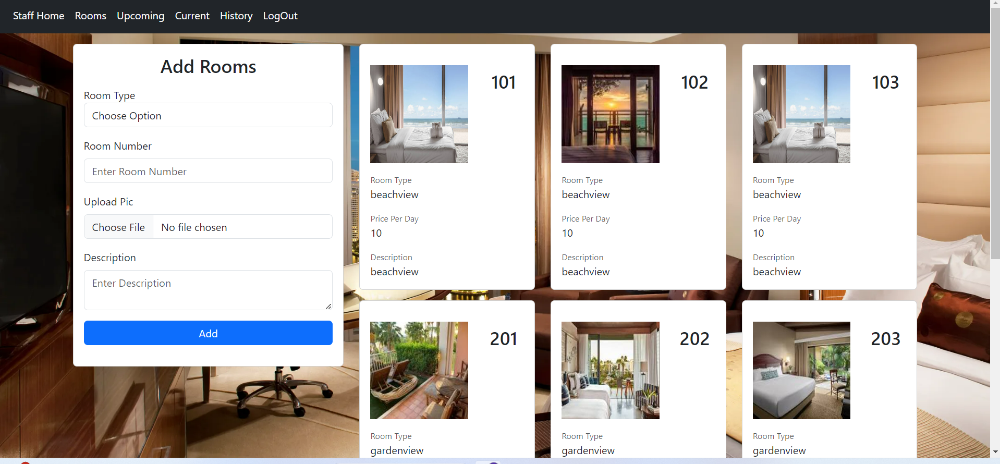 Staff Home Rooms Upcoming Current History LogOut
Add Rooms
Room Type
Choose Option
Room Number
Enter Room Number
Upload Pic
Choose File No file chosen
Description
Enter Description
Add
101
Room Type
beachview
Price Per Day
10
Description
beachview
102
Room Type
beachview
Price Per Day
10
Description
beachview
103
Room Type
beachview
Price Per Day
10
Description
beachview
201
Room Type
gardenview
202
Room Type
gardenview
203
Room Type
gardenview